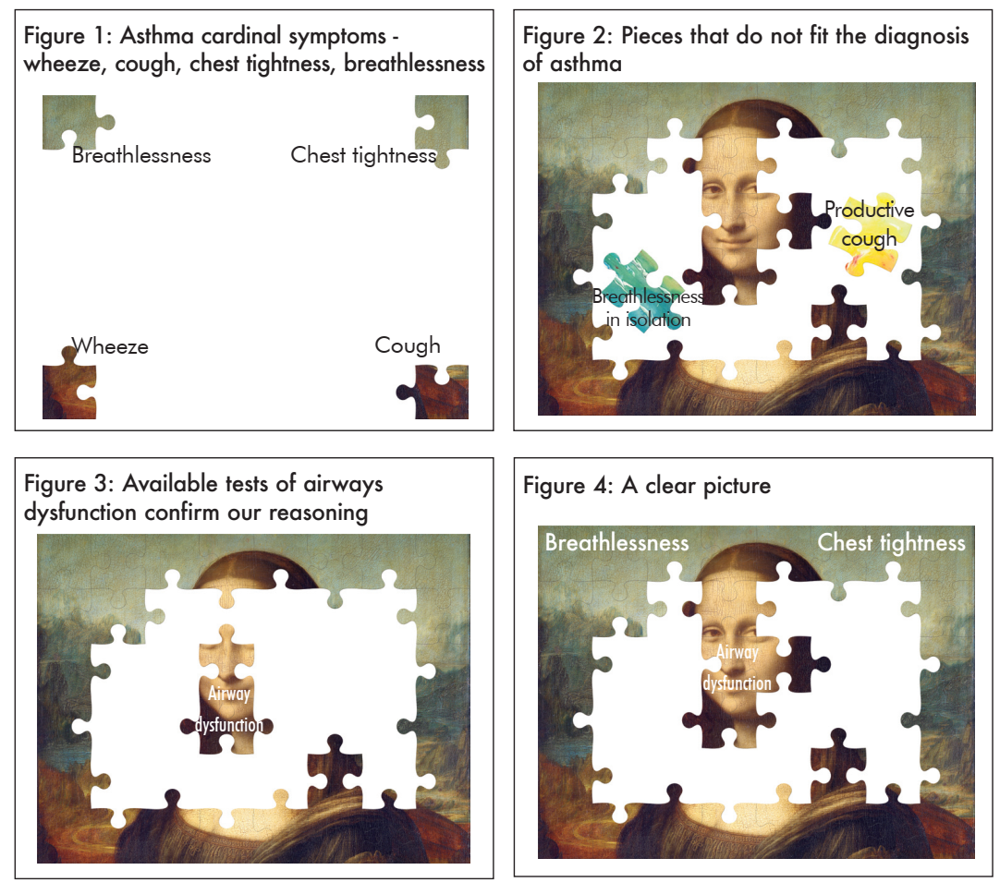 Figure 1: Asthma cardinal symptoms -
wheeze, cough, chest tightness, breathlessness
Breathlessness
Chest tightness
Wheeze
Cough
Figure 2: Pieces that do not fit the diagnosis
of asthma
Productive
cough
Breathlessness
in isolation
Figure 3: Available tests of airways
dysfunction confirm our reasoning
Airway
dysfunction
Figure 4: A clear picture
Breathlessness
Chest tightness
Airway
dysfunction